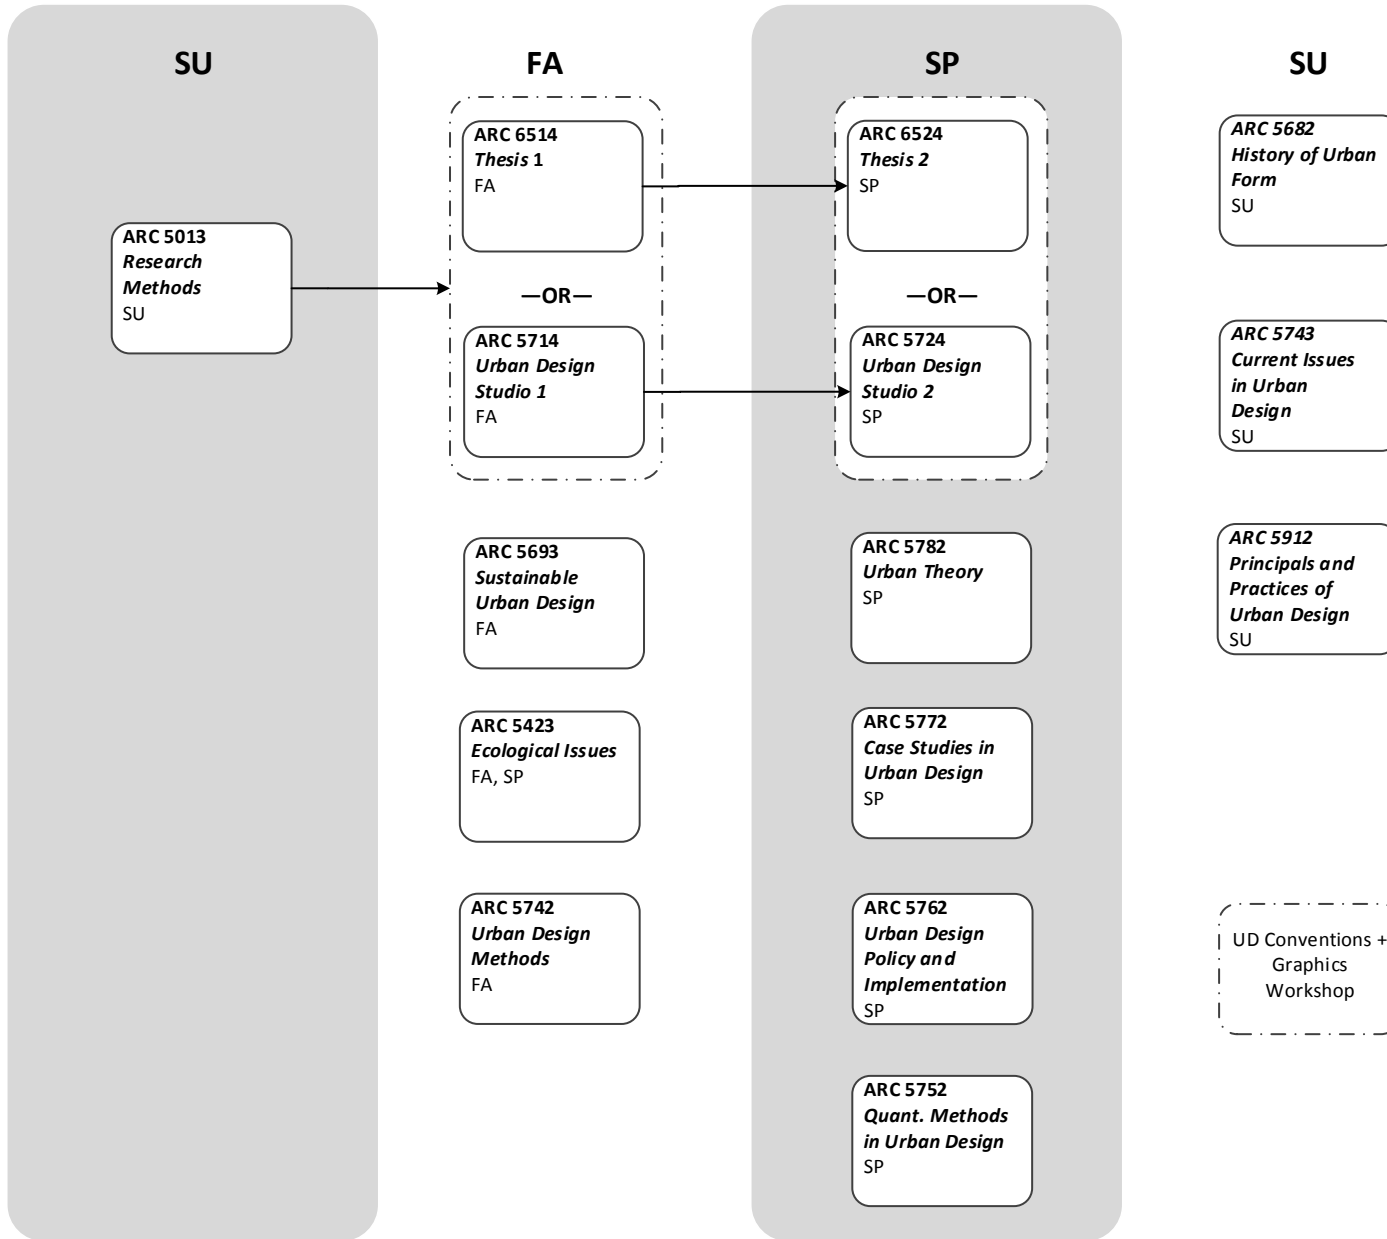 SU
FA
SP
SU
ARC 5013
Research
Methods
SU
ARC 6514
Thesis 1
FA
—OR—
ARC 5714
Urban Design
Studio 1
FA
ARC 5693
Sustainable
Urban Design
FA
ARC 5423
Ecological Issues
FA, SP
ARC 5742
Urban Design
Methods
FA
ARC 6524
Thesis 2
SP
—OR—
ARC 5724
Urban Design
Studio 2
SP
ARC 5782
Urban Theory
SP
ARC 5772
Case Studies in
Urban Design
SP
ARC 5762
Urban Design
Policy and
Implementation
SP
ARC 5752
Quant. Methods
in Urban Design
SP
ARC 5682
History of Urban
Form
SU
ARC 5743
Current Issues
in Urban
Design
SU
ARC 5912
Principals and
Practices of
Urban Design
SU
UD Conventions +
Graphics
Workshop